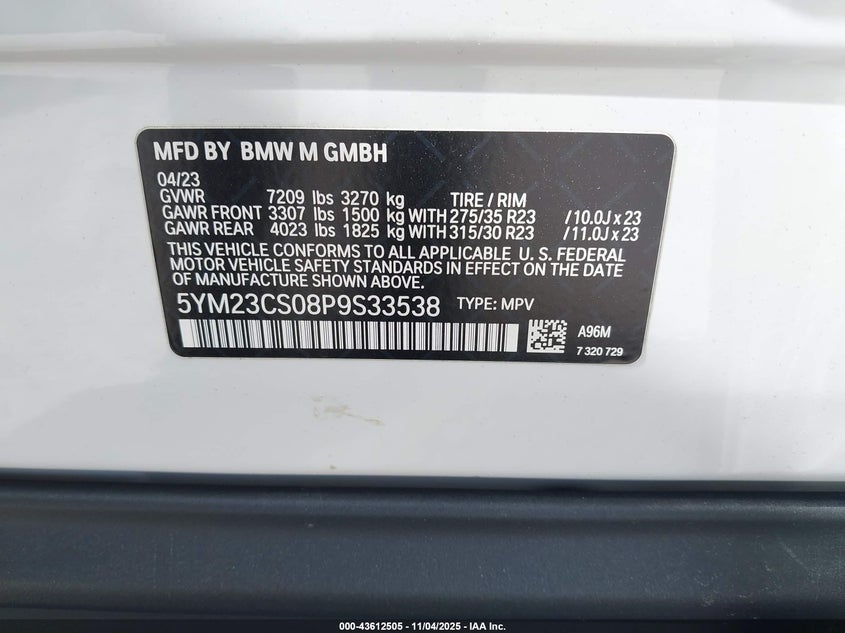 MFD BY BMW M GMBH
04/23
GVWR 7209 lbs 3270 kg TIRE / RIM
GAWR FRONT 3307 lbs 1500 kg WITH 275/35 R23 / 10.0J x 23
GAWR REAR 4023 lbs 1825 kg WITH 315/30 R23 / 11.0J x 23
THIS VEHICLE CONFORMS TO ALL APPLICABLE U. S. FEDERAL
MOTOR VEHICLE SAFETY STANDARDS IN EFFECT ON THE DATE
OF MANUFACTURE SHOWN ABOVE.
5YM23CS08P9S33538 TYPE: MPV
A96M
7 320 729
000-43612505 - 11/04/2025 - IAA Inc.